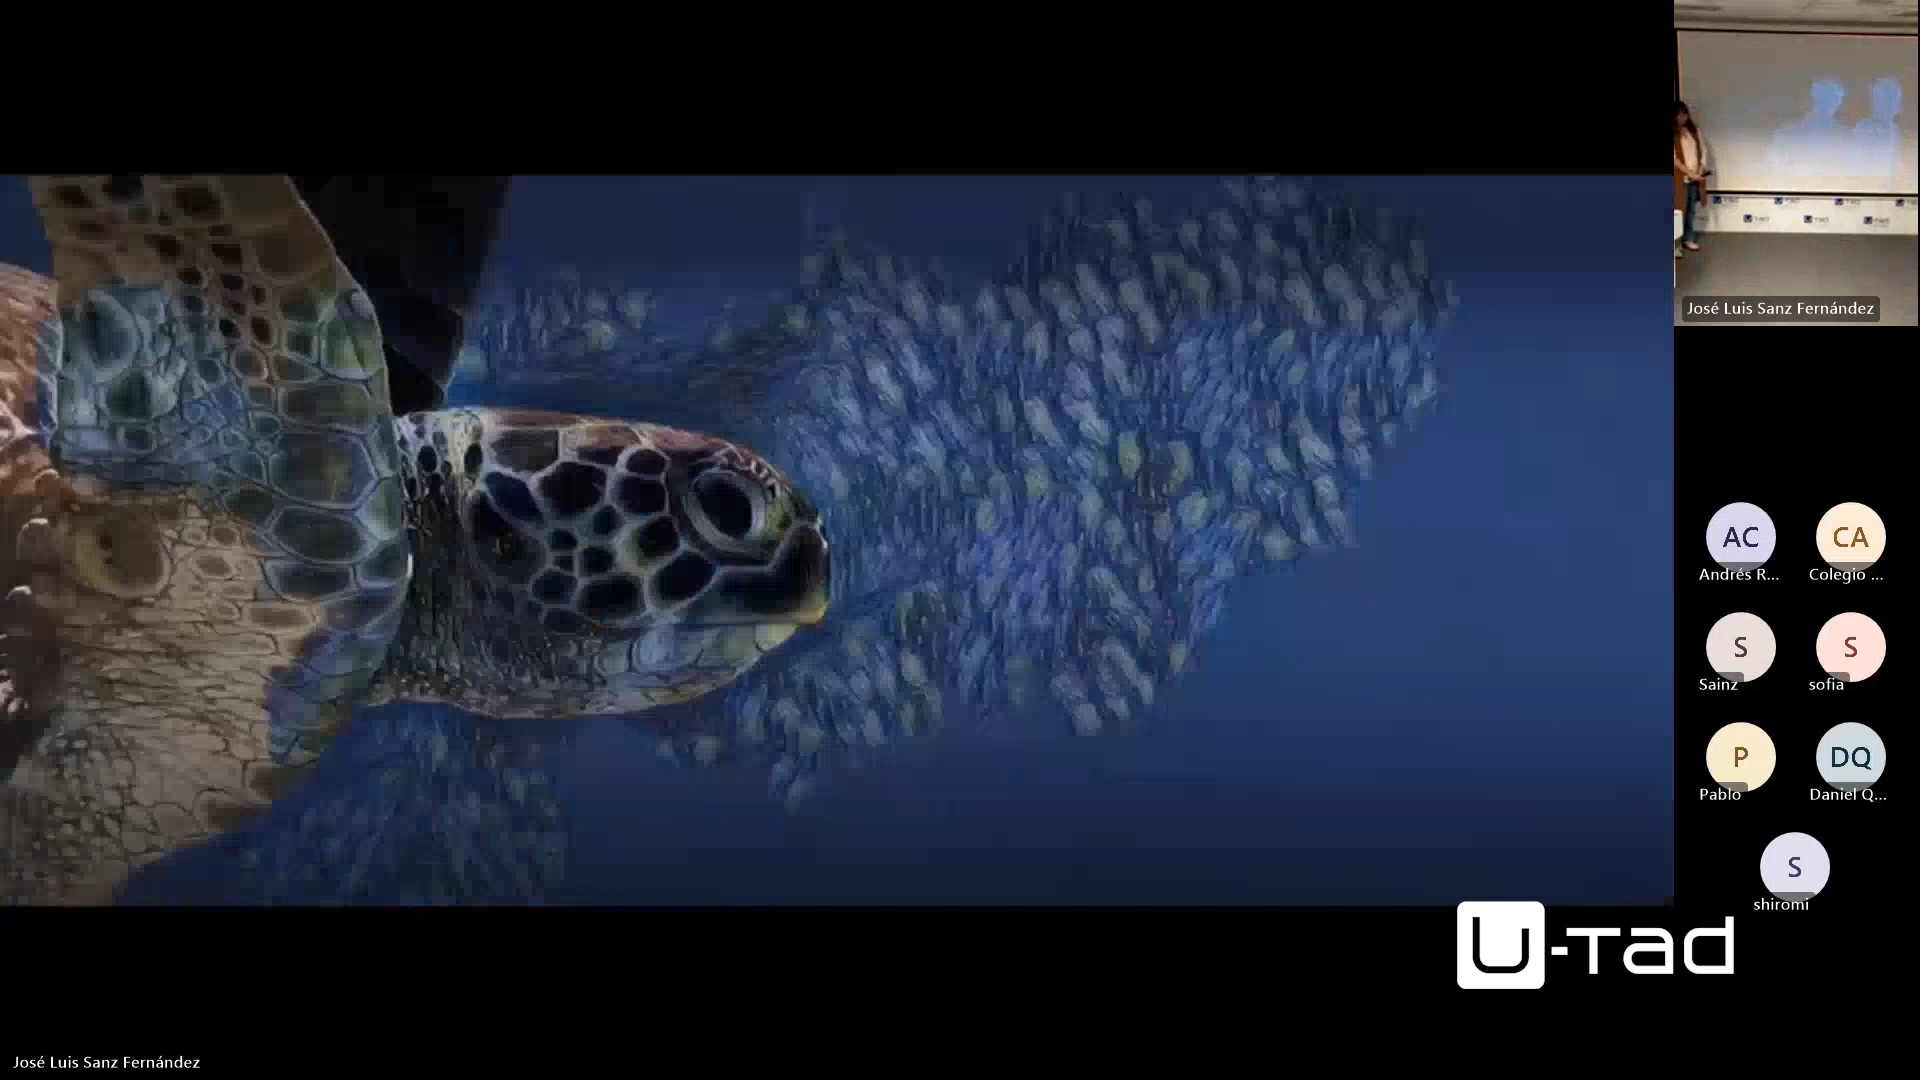 José Luis Sanz Fernández
AC
CA
Andrés R...
Colegio ...
S
S
Sainz
sofia
P
DQ
Pablo
Daniel Q...
S
shiromi
U-Tad
José Luis Sanz Fernández